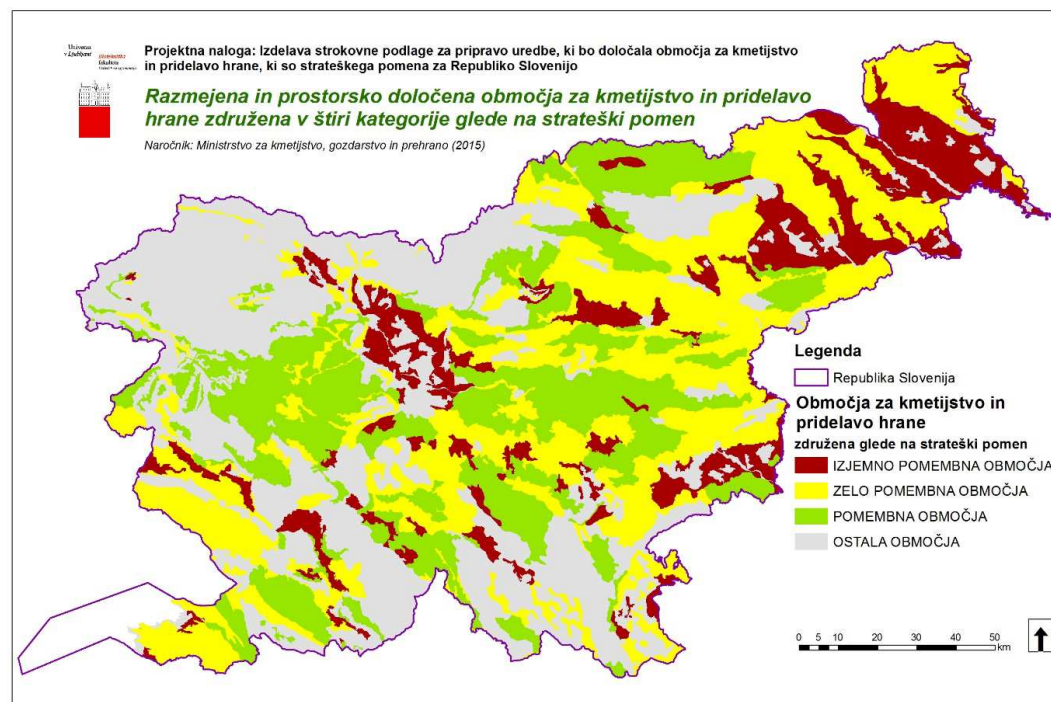 Univerza
v Ljubljani
Biotehniška
fakulteta
Projektna naloga: Izdelava strokovne podlage za pripravo uredbe, ki bo določala območja za kmetijstvo
in pridelavo hrane, ki so strateškega pomena za Republiko Slovenijo
Razmejena in prostorsko določena območja za kmetijstvo in pridelavo
hrane združena v štiri kategorije glede na strateški pomen
Naročnik: Ministrstvo za kmetijstvo, gozdarstvo in prehrano (2015)
Legenda
Republika Slovenija
Območja za kmetijstvo in
pridelavo hrane
združena glede na strateški pomen
IZJEMNO POMEMBNA OBMOČJA
ZELO POMEMBNA OBMOČJA
POMEMBNA OBMOČJA
OSTALA OBMOČJA
0 5 10 20 30 40 50
km